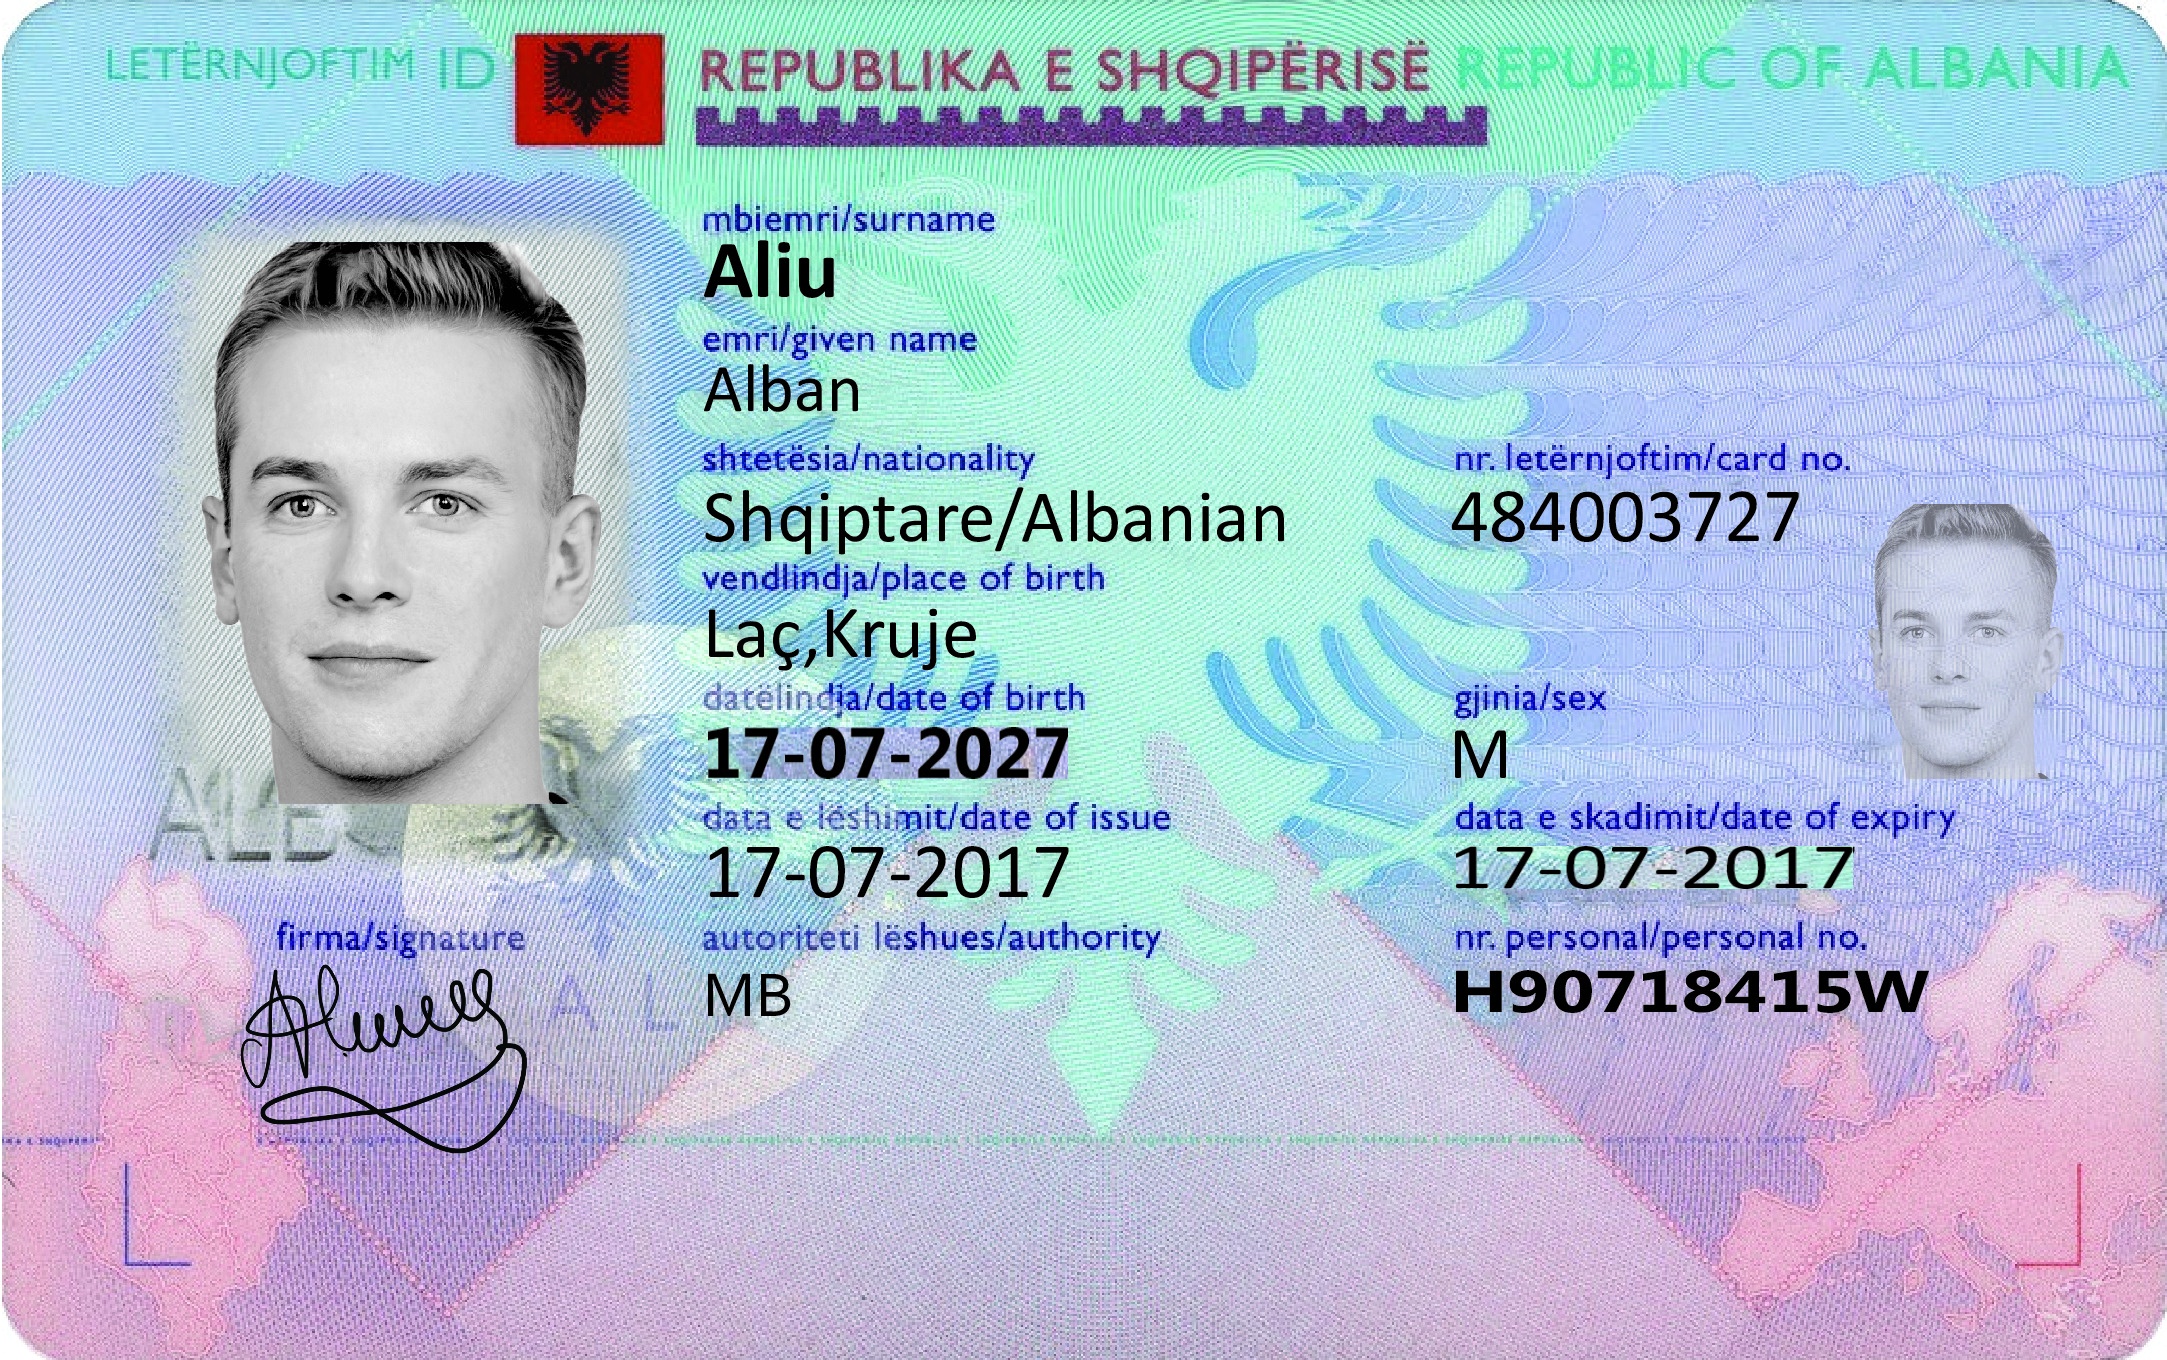 LETËRNJOFTIM ID REPUBLIKA E SHQIPËRISË REPUBLIC OF ALBANIA
mbiemri/surname
Aliu
emri/given name
Alban
shtetësia/nationality nr. letërnjoftim/card no.
Shqiptare/Albanian 484003727
vendlindja/place of birth
Laç,Kruje
datëlindja/date of birth gjinia/sex
17-07-2027 M
data e lëshimit/date of issue data e skadimit/date of expiry
17-07-2017 17-07-2017
firma/signature autoriteti lëshues/authority nr. personal/personal no.
MB H90718415W